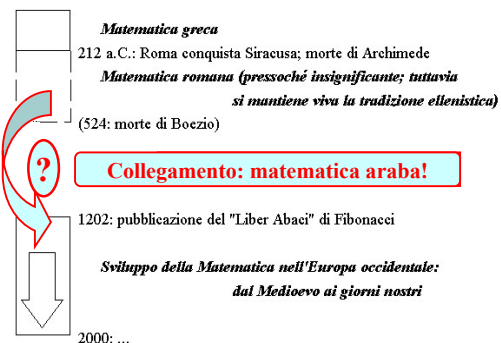 Matematica greca
212 a.C.: Roma conquista Siracusa; morte di Archimede
Matematica romana (pressoché insignificante; tuttavia
si mantiene viva la tradizione ellenistica)
(524: morte di Boezio)
?
Collegamento: matematica araba!
1202: pubblicazione del "Liber Abaci" di Fibonacci
Sviluppo della Matematica nell'Europa occidentale:
dal Medioevo ai giorni nostri
2000: ...